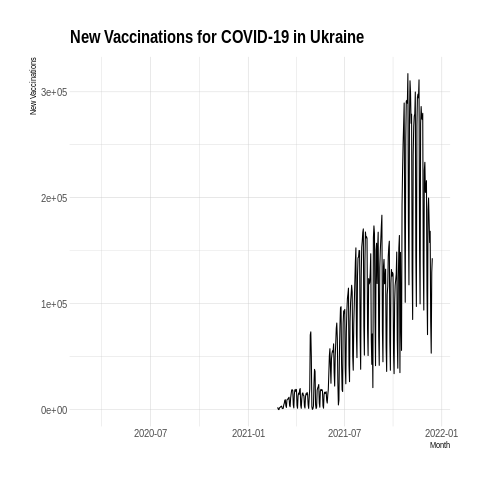 New Vaccinations for COVID-19 in Ukraine
New Vaccinations
3e+05
2e+05
1e+05
0e+00
2020-07 2021-01 2021-07 2022-01
Month